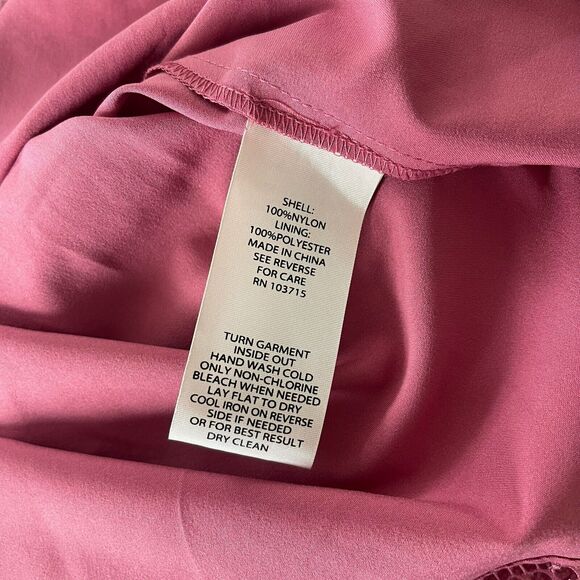 SHELL:
100%NYLON
LINING:
100%POLYESTER
MADE IN CHINA
SEE REVERSE
FOR CARE
RN 103715
TURN GARMENT
INSIDE OUT
HAND WASH COLD
ONLY NON-CHLORINE
BLEACH WHEN NEEDED
LAY FLAT TO DRY
COOL IRON ON REVERSE
SIDE IF NEEDED
OR FOR BEST RESULT
DRY CLEAN